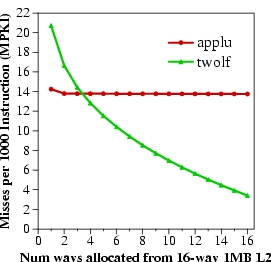 Misses per 1000 Instruction (MPKI)
22
20
18
16
14
12
10
8
6
4
2
0
applu
twolf
0 2 4 6 8 10 12 14 16
Num ways allocated from 16-way 1MB L2